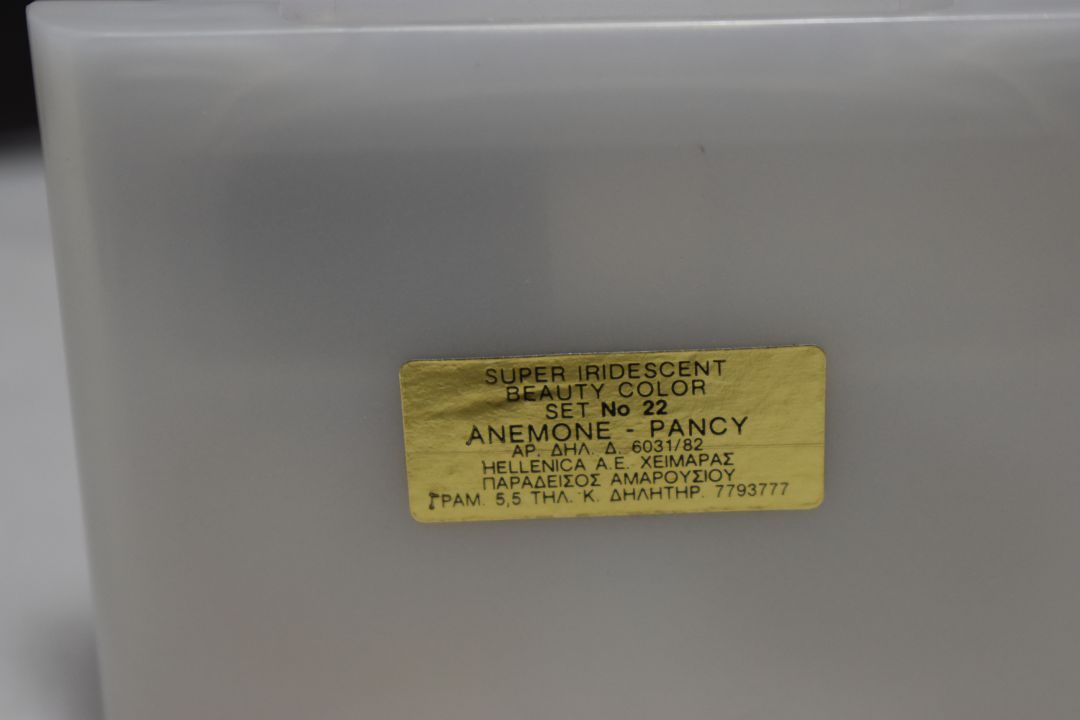 SUPER IRIDESCENT
BEAUTY COLOR
SET No 22
ANEMONE - PANCY
ΑΡ. ΔΗΛ. Δ. 6031/82
HELLENICA A.E. ΧΕΙΜΑΡΑΣ
ΠΑΡΑΔΕΙΣΟΣ ΑΜΑΡΟΥΣΙΟΥ
ΓΡΑΜ. 5,5 ΤΗΛ. Κ. ΔΗΛΗΤΗΡ. 7793777